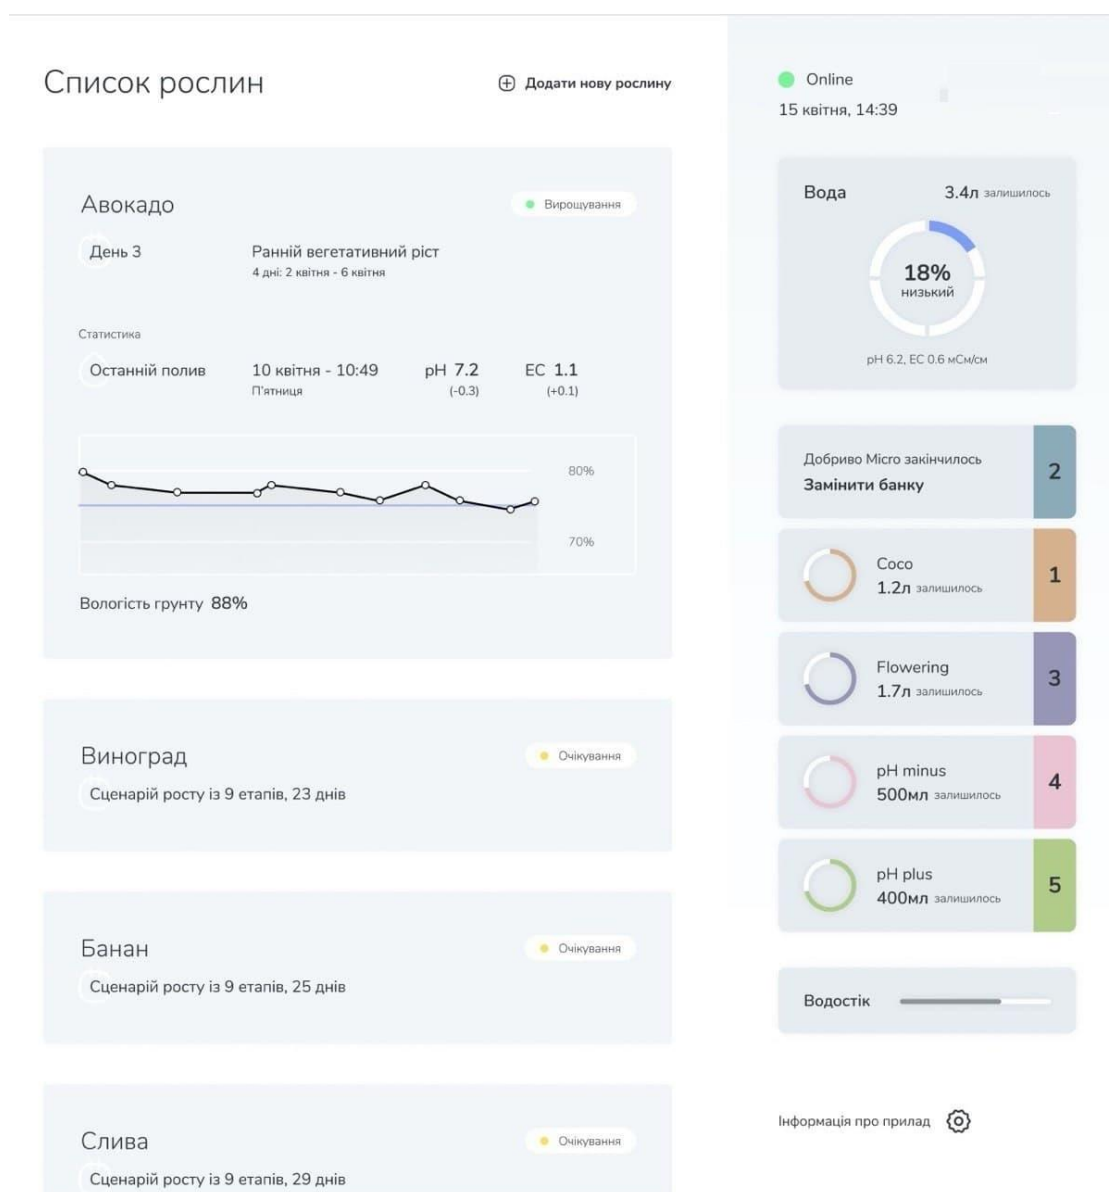 Список рослин
Додати нову рослину
Авокадо
Вирощування
День 3
Ранній вегетативний ріст
4 дні: 2 квітня - 6 квітня
Статистика
Останній полив
10 квітня - 10:49
pH 7.2
EC 1.1
П'ятниця
(-0.3)
(+0.1)
80%
70%
Вологість грунту 88%
Виноград
Очікування
Сценарій росту із 9 етапів, 23 днів
Банан
Очікування
Сценарій росту із 9 етапів, 25 днів
Слива
Очікування
Сценарій росту із 9 етапів, 29 днів
Online
15 квітня, 14:39
Вода
3.4л залишилось
18%
низький
pH 6.2, EC 0.6 мСм/см
Добриво Micro закінчилось
Замінити банку
2
Coco
1.2л залишилось
1
Flowering
1.7л залишилось
3
pH minus
500мл залишилось
4
pH plus
400мл залишилось
5
Водостік
Інформація про прилад